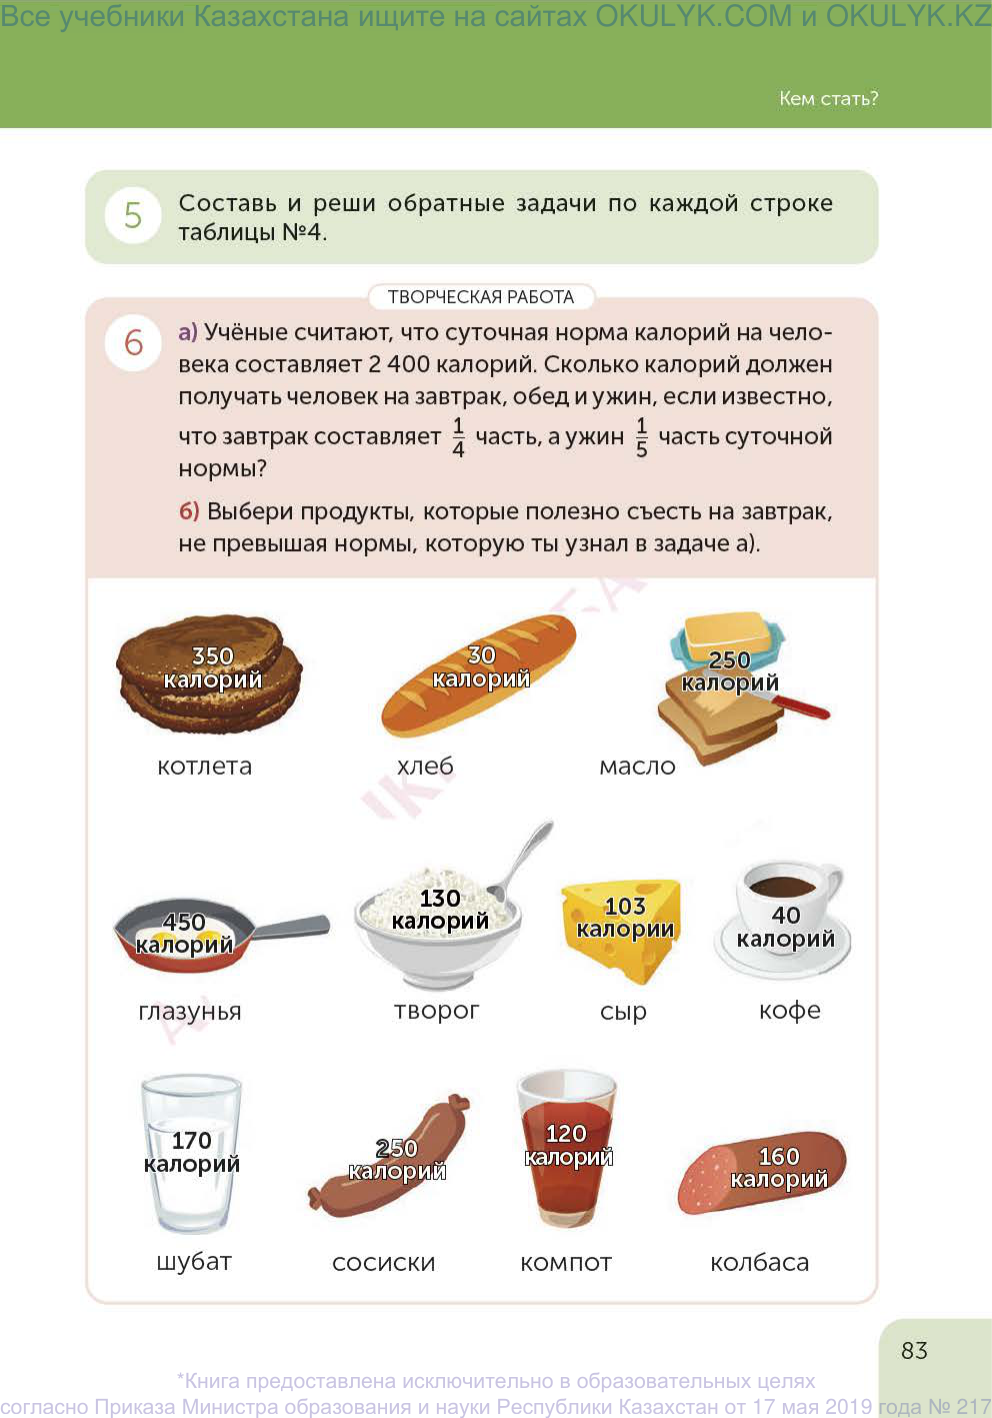 Все учебники Казахстана ищите на сайтах OKULYK.COM и OKULYK.KZ
Кем стать?
5
Составь и реши обратные задачи по каждой строке
таблицы №4.
ТВОРЧЕСКАЯ РАБОТА
6
а) Учёные считают, что суточная норма калорий на чело-
века составляет 2 400 калорий. Сколько калорий должен
получать человек на завтрак, обед и ужин, если известно,
что завтрак составляет 1/4 часть, а ужин 1/5 часть суточной
нормы?
б) Выбери продукты, которые полезно съесть на завтрак,
не превышая нормы, которую ты узнал в задаче а).
350
калорий
30
калорий
250
калорий
котлета
хлеб
масло
450
калорий
130
калорий
103
калории
40
калорий
глазунья
творог
сыр
кофе
170
калорий
250
калорий
120
калорий
160
калорий
шубат
сосиски
компот
колбаса
83
*Книга предоставлена исключительно в образовательных целях
согласно Приказа Министра образования и науки Республики Казахстан от 17 мая 2019 года № 217